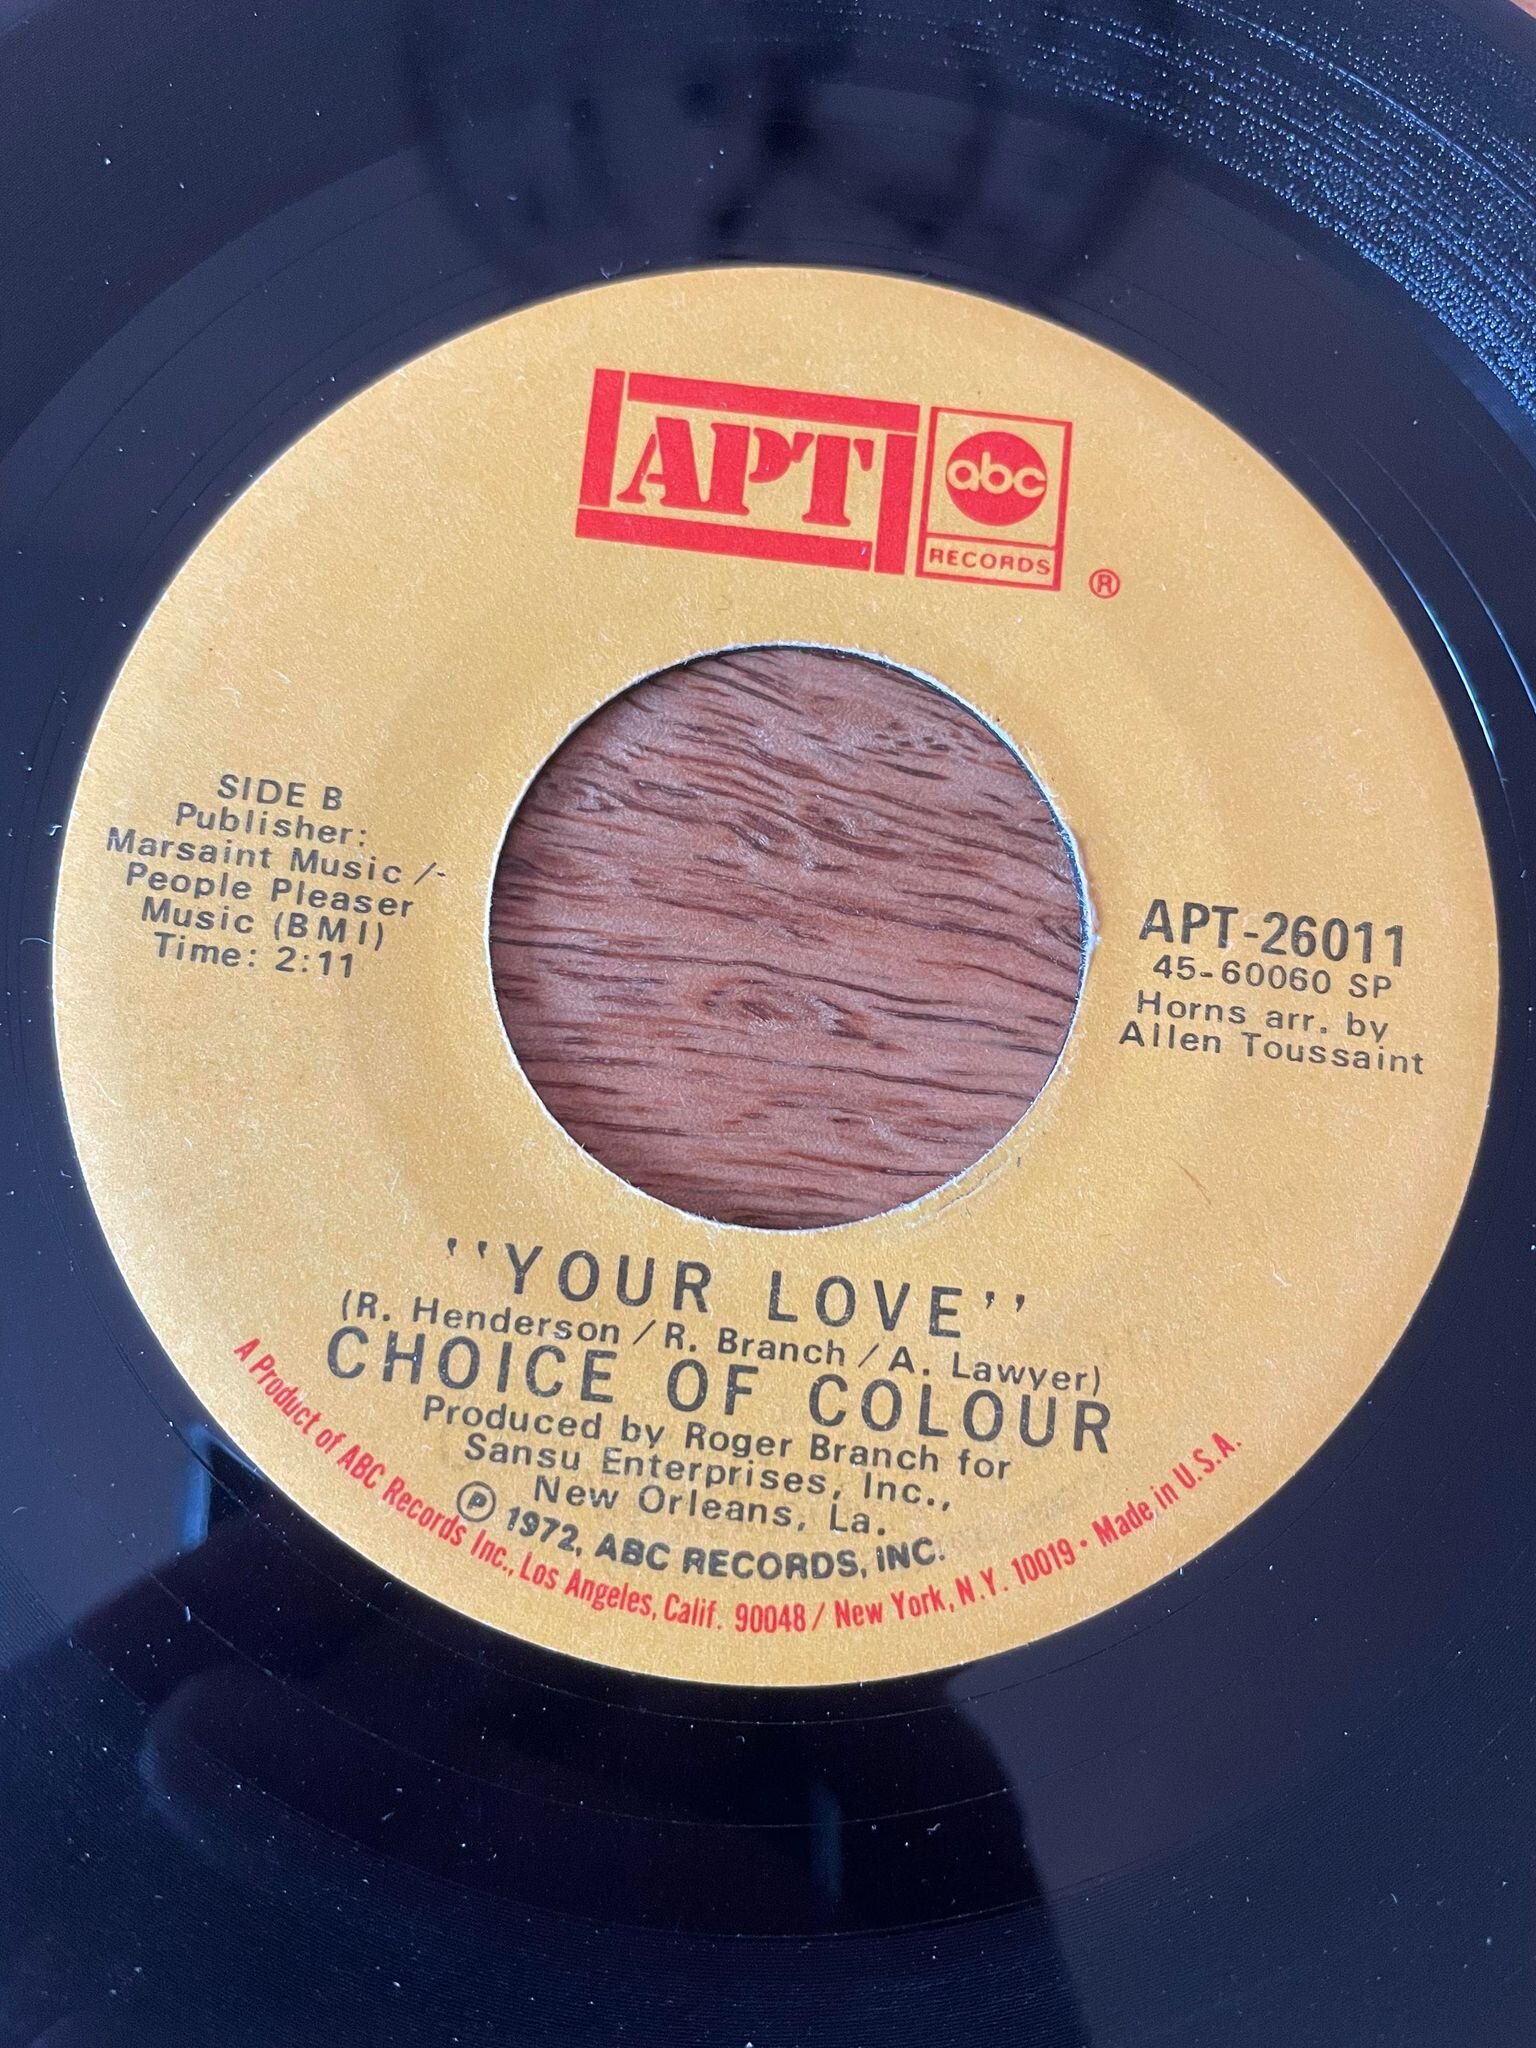 APT
abc
RECORDS
®
SIDE B
Publisher:
Marsaint Music /-
People Pleaser
Music (BMI)
Time: 2:11
APT-26011
45-60060 SP
Horns arr. by
Allen Toussaint
''YOUR LOVE''
(R. Henderson / R. Branch / A. Lawyer)
CHOICE OF COLOUR
Produced by Roger Branch for
Sansu Enterprises, Inc.,
New Orleans, La.
℗ 1972, ABC RECORDS, INC.
A Product of ABC Records Inc., Los Angeles, Calif. 90048 / New York, N.Y. 10019 • Made in U.S.A.